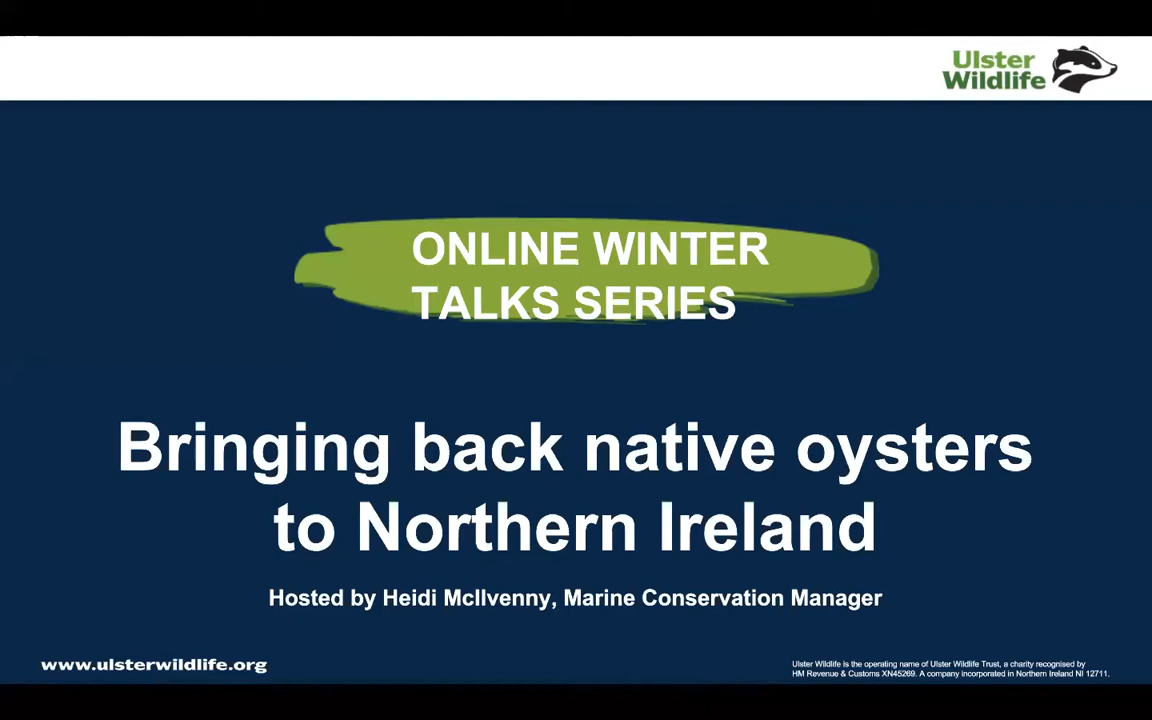 Ulster
Wildlife
ONLINE WINTER
TALKS SERIES
Bringing back native oysters
to Northern Ireland
Hosted by Heidi McIlvenny, Marine Conservation Manager
www.ulsterwildlife.org
Ulster Wildlife is the operating name of Ulster Wildlife Trust, a charity recognised by
HM Revenue & Customs XN45269. A company incorporated in Northern Ireland NI 12711.